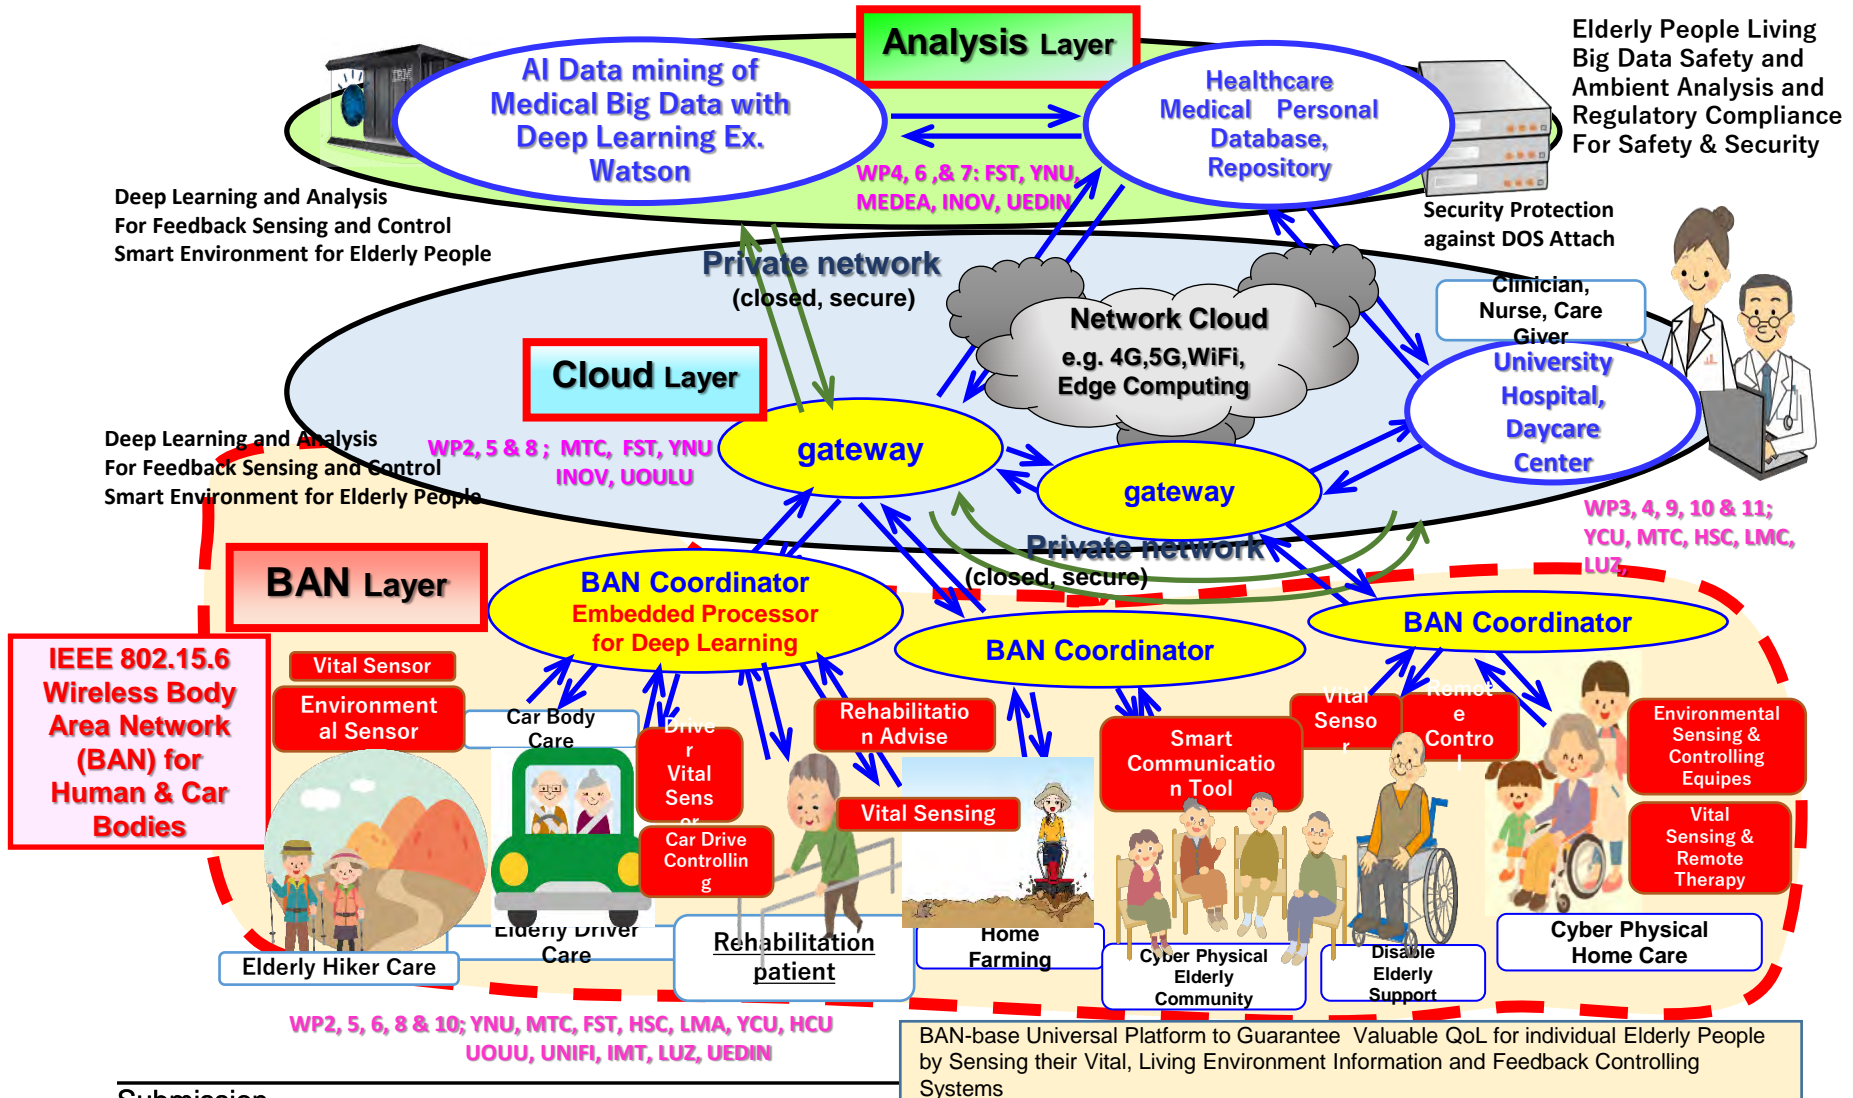 Analysis Layer
AI Data mining of
Medical Big Data with
Deep Learning Ex.
Watson
IBM
Healthcare
Medical Personal
Database,
Repository
Elderly People Living
Big Data Safety and
Ambient Analysis and
Regulatory Compliance
For Safety & Security
WP4, 6 ,& 7: FST, YNU,
MEDEA, INOV, UEDIN
Deep Learning and Analysis
For Feedback Sensing and Control
Smart Environment for Elderly People
Security Protection
against DOS Attach
Private network
(closed, secure)
Network Cloud
e.g. 4G,5G,WiFi,
Edge Computing
Clinician,
Nurse, Care
Giver
University
Hospital,
Daycare
Center
Cloud Layer
Deep Learning and Analysis
For Feedback Sensing and Control
Smart Environment for Elderly People
WP2, 5 & 8 ; MTC, FST, YNU
INOV, UOULU
gateway
gateway
WP3, 4, 9, 10 & 11;
YCU, MTC, HSC, LMC,
LUZ,
Private network
(closed, secure)
BAN Layer
BAN Coordinator
Embedded Processor
for Deep Learning
BAN Coordinator
BAN Coordinator
IEEE 802.15.6
Wireless Body
Area Network
(BAN) for
Human & Car
Bodies
Vital Sensor
Environment
al Sensor
Car Body
Care
Drive
r
Vital
Sens
or
Car Drive
Controllin
g
Rehabilitatio
n Advise
Vital Sensing
Smart
Communicatio
n Tool
Vital
Senso
r
Remot
e
Contro
l
Environmental
Sensing &
Controlling
Equipes
Vital
Sensing &
Remote
Therapy
Elderly Hiker Care
Elderly Driver
Care
Rehabilitation
patient
Home
Farming
Cyber Physical
Elderly
Community
Disable
Elderly
Support
Cyber Physical
Home Care
WP2, 5, 6, 8 & 10; YNU, MTC, FST, HSC, LMA, YCU, HCU
UOUU, UNIFI, IMT, LUZ, UEDIN
BAN-base Universal Platform to Guarantee Valuable QoL for individual Elderly People
by Sensing their Vital, Living Environment Information and Feedback Controlling
Systems
Submission